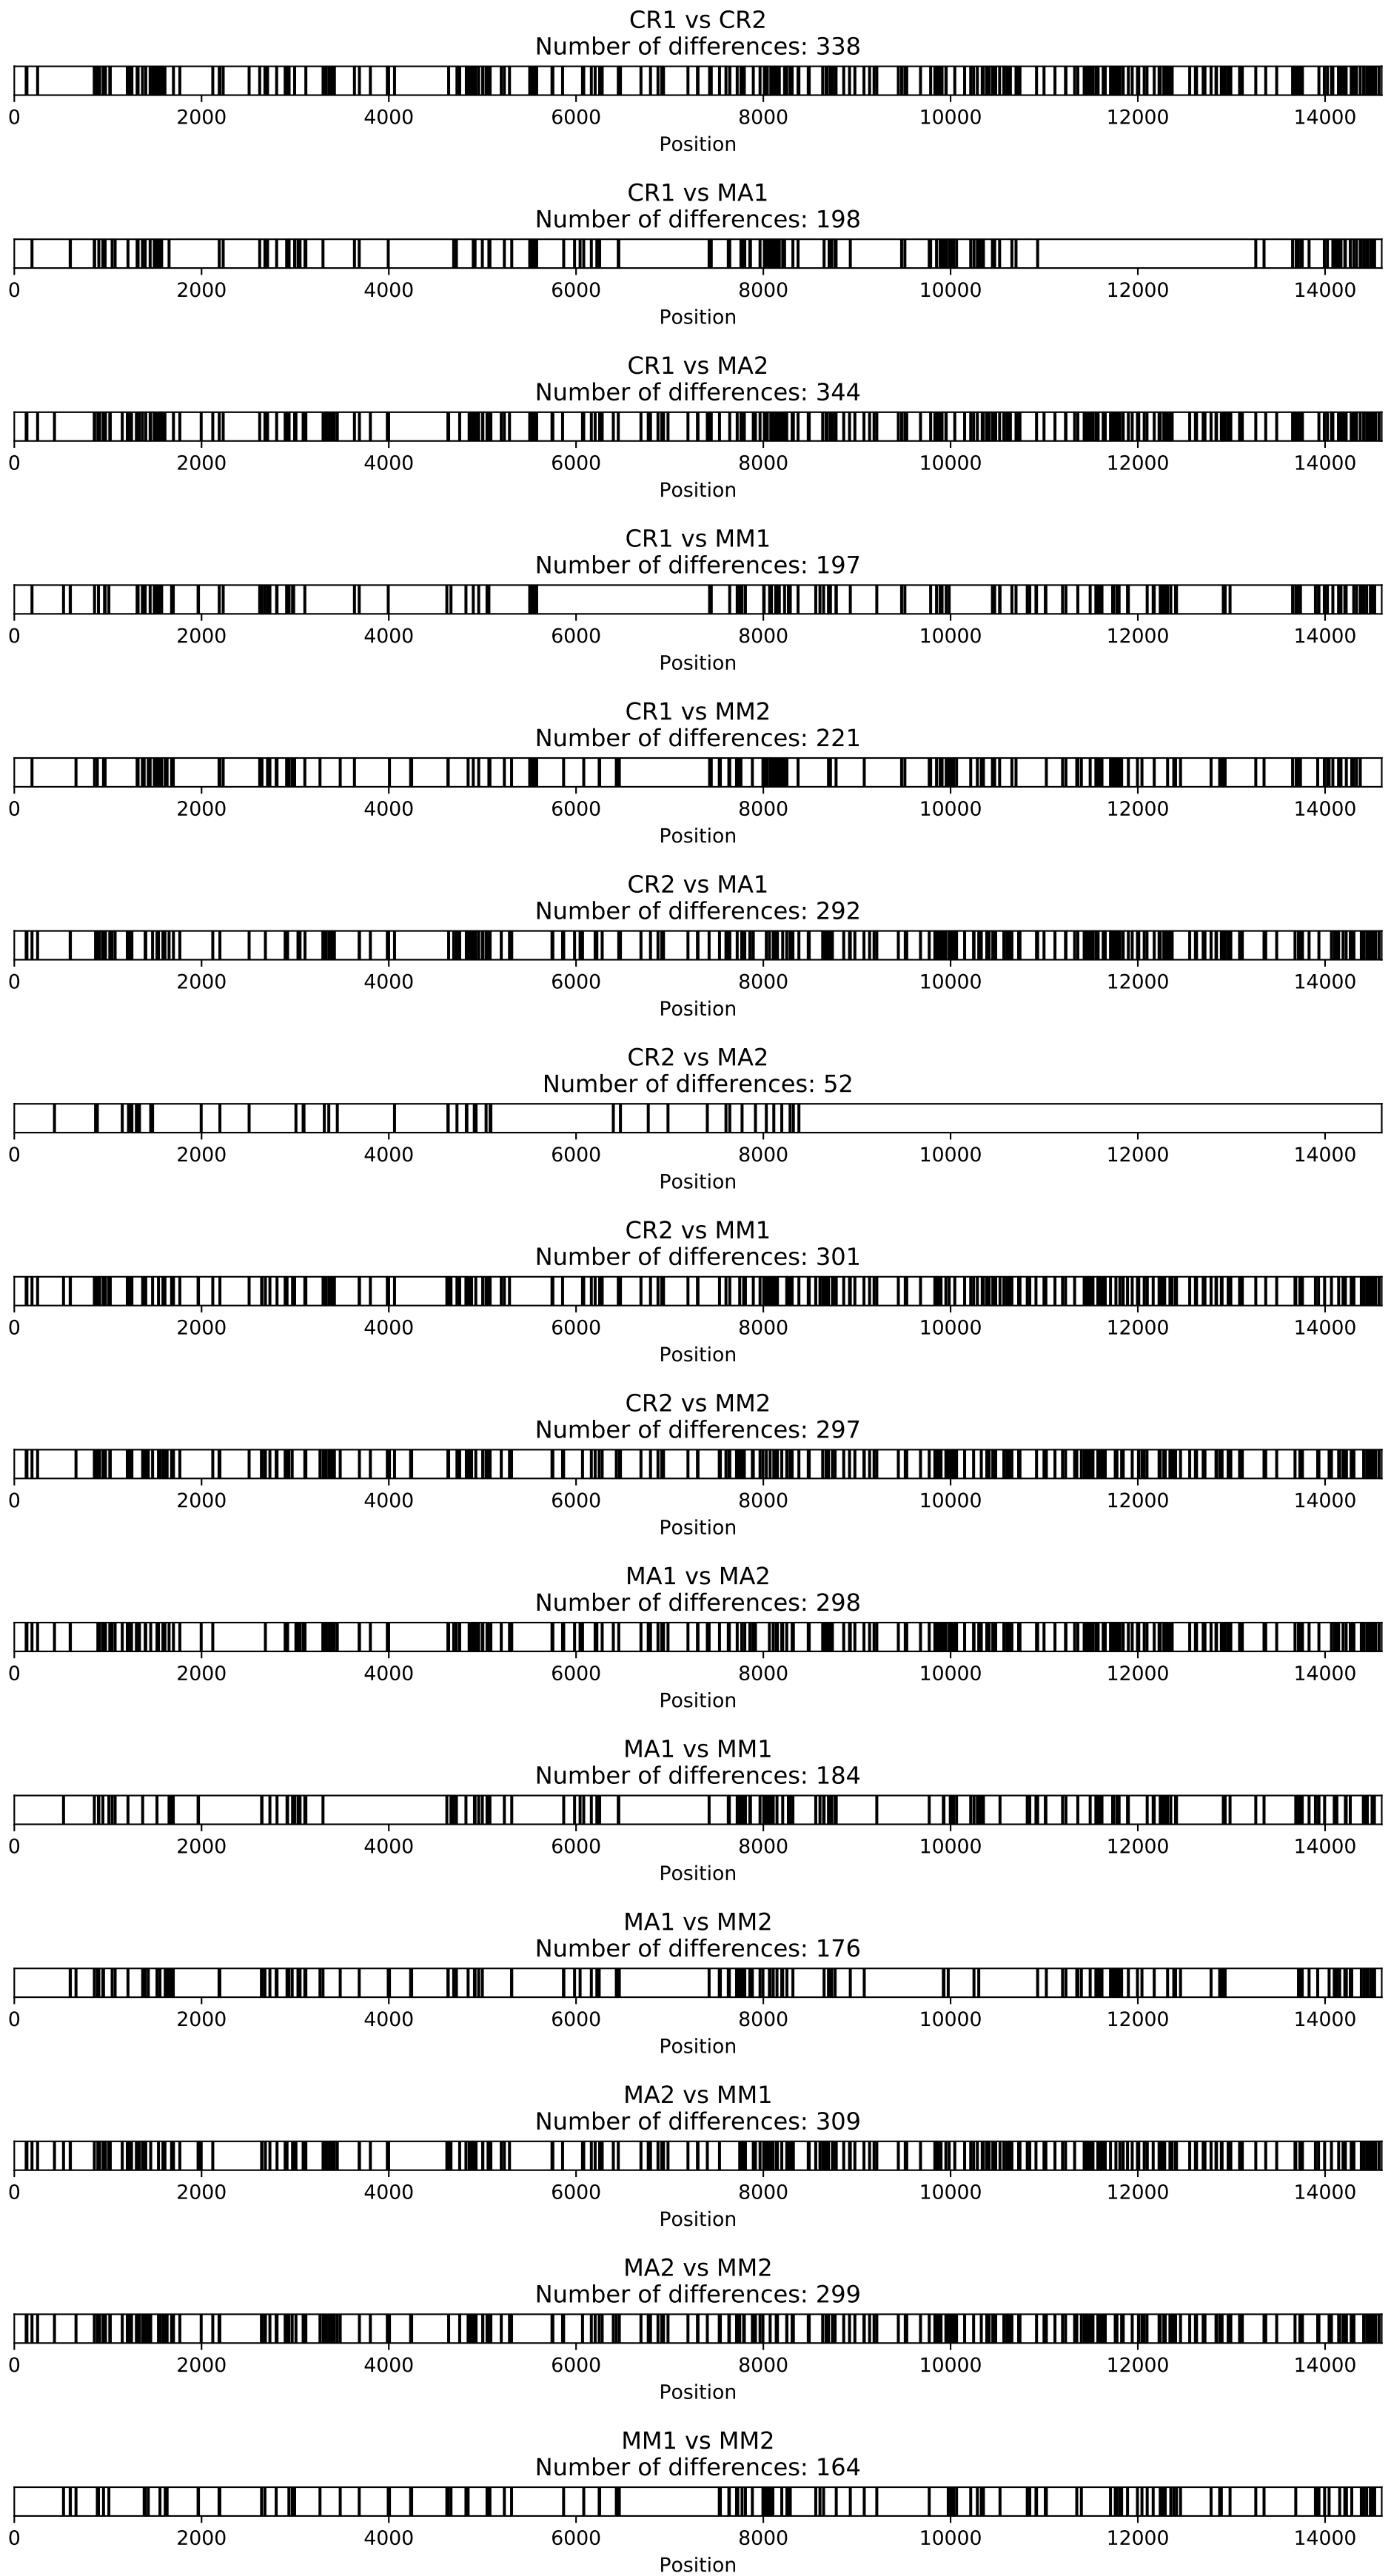 CR1 vs CR2
Number of differences: 338
0 2000 4000 6000 8000 10000 12000 14000
Position
CR1 vs MA1
Number of differences: 198
0 2000 4000 6000 8000 10000 12000 14000
Position
CR1 vs MA2
Number of differences: 344
0 2000 4000 6000 8000 10000 12000 14000
Position
CR1 vs MM1
Number of differences: 197
0 2000 4000 6000 8000 10000 12000 14000
Position
CR1 vs MM2
Number of differences: 221
0 2000 4000 6000 8000 10000 12000 14000
Position
CR2 vs MA1
Number of differences: 292
0 2000 4000 6000 8000 10000 12000 14000
Position
CR2 vs MA2
Number of differences: 52
0 2000 4000 6000 8000 10000 12000 14000
Position
CR2 vs MM1
Number of differences: 301
0 2000 4000 6000 8000 10000 12000 14000
Position
CR2 vs MM2
Number of differences: 297
0 2000 4000 6000 8000 10000 12000 14000
Position
MA1 vs MA2
Number of differences: 298
0 2000 4000 6000 8000 10000 12000 14000
Position
MA1 vs MM1
Number of differences: 184
0 2000 4000 6000 8000 10000 12000 14000
Position
MA1 vs MM2
Number of differences: 176
0 2000 4000 6000 8000 10000 12000 14000
Position
MA2 vs MM1
Number of differences: 309
0 2000 4000 6000 8000 10000 12000 14000
Position
MA2 vs MM2
Number of differences: 299
0 2000 4000 6000 8000 10000 12000 14000
Position
MM1 vs MM2
Number of differences: 164
0 2000 4000 6000 8000 10000 12000 14000
Position